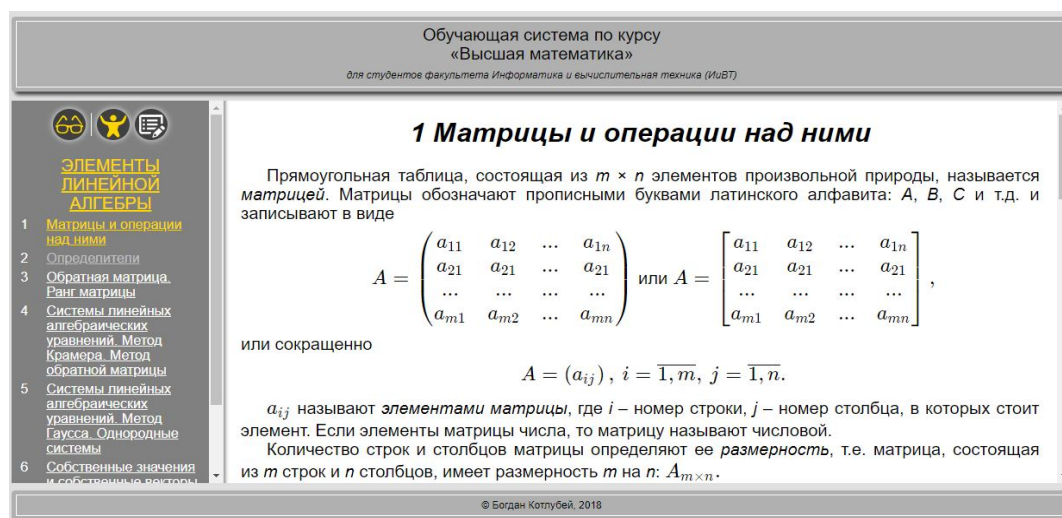 Обучающая система по курсу
«Высшая математика»
для студентов факультета Информатика и вычислительная техника (ИиВТ)
ЭЛЕМЕНТЫ
ЛИНЕЙНОЙ
АЛГЕБРЫ
1 Матрицы и операции
над ними
2 Определители
3 Обратная матрица.
Ранг матрицы
4 Системы линейных
алгебраических
уравнений. Метод
Крамера. Метод
обратной матрицы
5 Системы линейных
алгебраических
уравнений. Метод
Гаусса. Однородные
системы
6 Собственные значения
и собственные векторы
1 Матрицы и операции над ними
Прямоугольная таблица, состоящая из m × n элементов произвольной природы, называется
матрицей. Матрицы обозначают прописными буквами латинского алфавита: A, B, C и т.д. и
записывают в виде
A = ( a11 a12 ... a1n
a21 a21 ... a21
... ... ... ...
am1 am2 ... amn ) или A = [ a11 a12 ... a1n
a21 a21 ... a21
... ... ... ...
am1 am2 ... amn ] ,
или сокращенно
A = (aij) , i = 1, m, j = 1, n.
aij называют элементами матрицы, где i – номер строки, j – номер столбца, в которых стоит
элемент. Если элементы матрицы числа, то матрицу называют числовой.
Количество строк и столбцов матрицы определяют ее размерность, т.е. матрица, состоящая
из m строк и n столбцов, имеет размерность m на n: Am×n.
© Богдан Котлубей, 2018